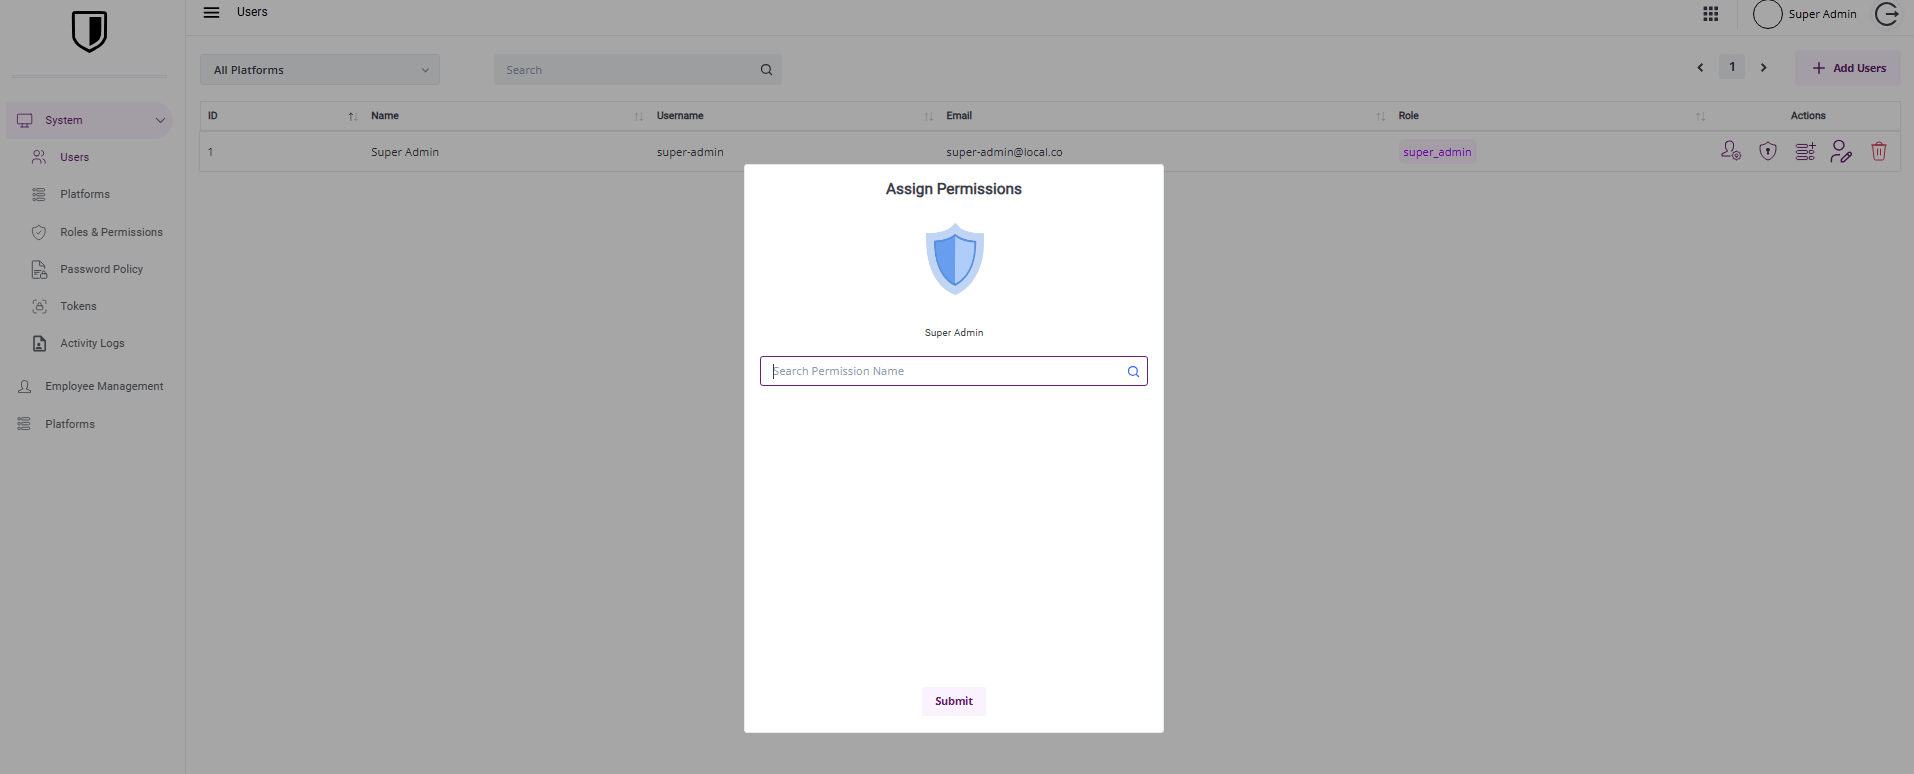 Users
Super Admin
All Platforms
Search
1
Add Users
ID
Name
Username
Email
Role
Actions
1
Super Admin
super-admin
super-admin@local.co
super_admin
System
Users
Platforms
Roles & Permissions
Password Policy
Tokens
Activity Logs
Employee Management
Platforms
Assign Permissions
Super Admin
Search Permission Name
Submit